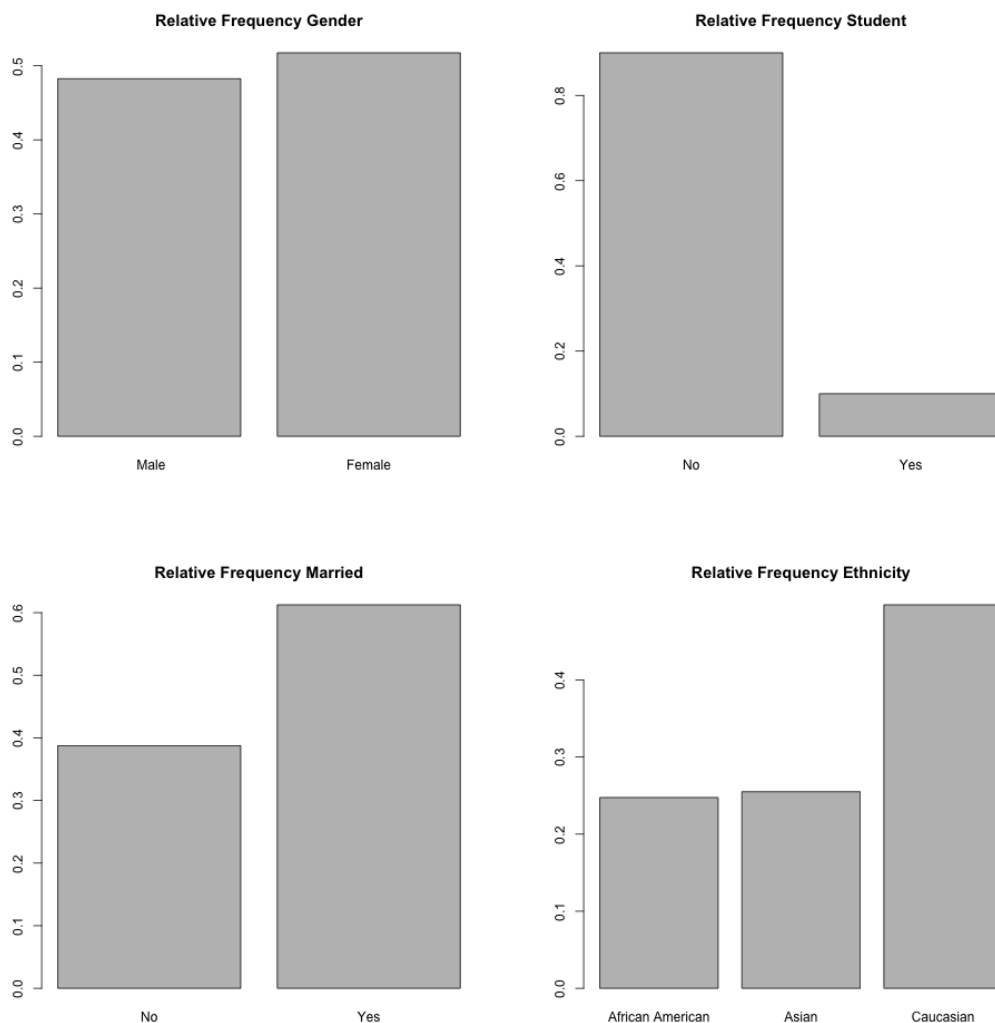 Relative Frequency Gender
0.5
0.4
0.3
0.2
0.1
0.0
Male Female
Relative Frequency Student
0.8
0.6
0.4
0.2
0.0
No Yes
Relative Frequency Married
0.6
0.5
0.4
0.3
0.2
0.1
0.0
No Yes
Relative Frequency Ethnicity
0.4
0.3
0.2
0.1
0.0
African American Asian Caucasian